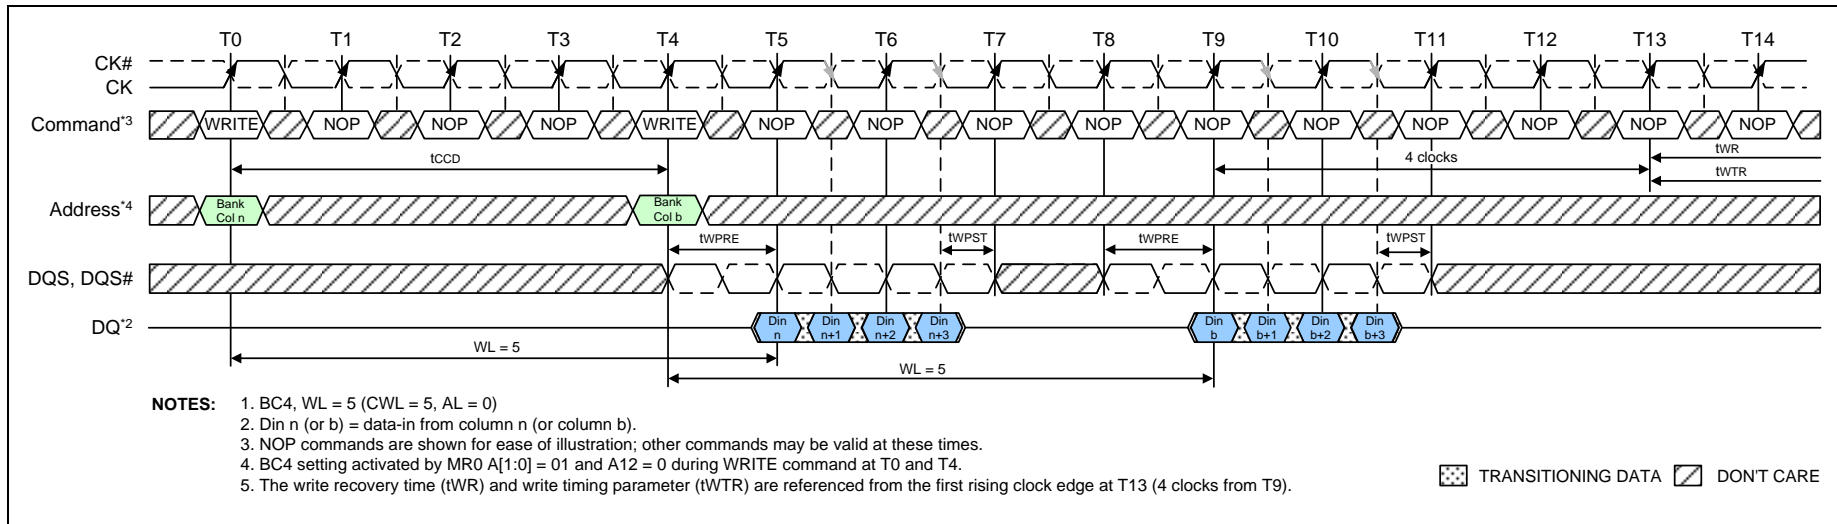 T0 T1 T2 T3 T4 T5 T6 T7 T8 T9 T10 T11 T12 T13 T14
CK#
CK
Command*3 WRITE NOP NOP NOP WRITE NOP NOP NOP NOP NOP NOP NOP NOP NOP NOP
tCCD 4 clocks tWR
tWTR
Address*4 Bank Col n Bank Col b
tWPRE tWPST tWPRE tWPST
DQS, DQS#
DQ*2 Din n Din n+1 Din n+2 Din n+3 Din b Din b+1 Din b+2 Din b+3
WL = 5
WL = 5
NOTES: 1. BC4, WL = 5 (CWL = 5, AL = 0)
2. Din n (or b) = data-in from column n (or column b).
3. NOP commands are shown for ease of illustration; other commands may be valid at these times.
4. BC4 setting activated by MR0 A[1:0] = 01 and A12 = 0 during WRITE command at T0 and T4.
5. The write recovery time (tWR) and write timing parameter (tWTR) are referenced from the first rising clock edge at T13 (4 clocks from T9).
TRANSITIONING DATA DON'T CARE